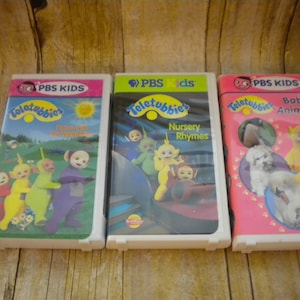 PBS KIDS
Teletubbies
PBS Kids
Teletubbies
Nursery
Rhymes
PBS KIDS
Teletubbies